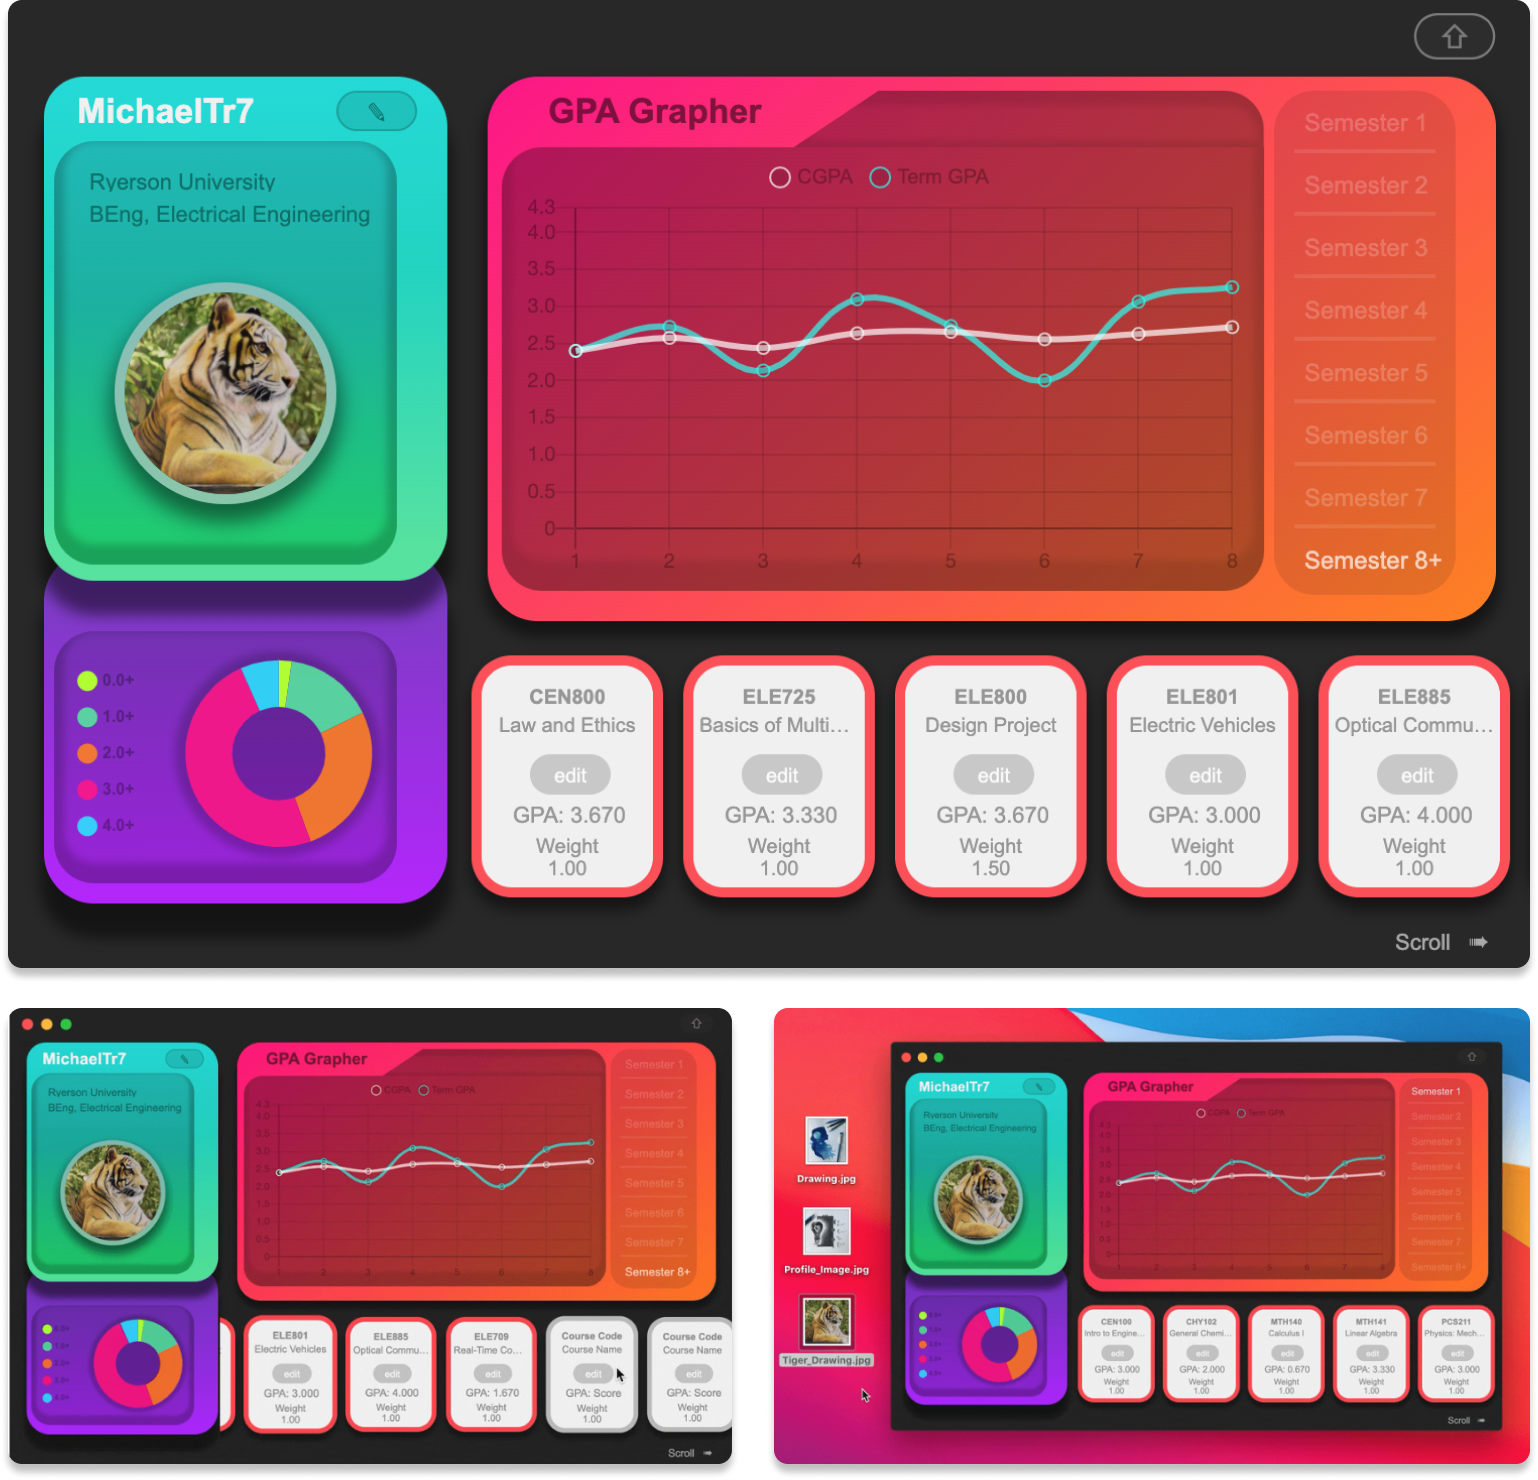 MichaelTr7
Ryerson University
BEng, Electrical Engineering
0.0+
1.0+
2.0+
3.0+
4.0+
GPA Grapher
CGPA Term GPA
4.3
4.0
3.5
3.0
2.5
2.0
1.5
1.0
0.5
0
1 2 3 4 5 6 7 8
Semester 1
Semester 2
Semester 3
Semester 4
Semester 5
Semester 6
Semester 7
Semester 8+
CEN800
Law and Ethics
edit
GPA: 3.670
Weight
1.00
ELE725
Basics of Multi...
edit
GPA: 3.330
Weight
1.00
ELE800
Design Project
edit
GPA: 3.670
Weight
1.50
ELE801
Electric Vehicles
edit
GPA: 3.000
Weight
1.00
ELE885
Optical Commu...
edit
GPA: 4.000
Weight
1.00
Scroll
MichaelTr7
Ryerson University
BEng, Electrical Engineering
0.0+
1.0+
2.0+
3.0+
4.0+
GPA Grapher
CGPA Term GPA
4.3
4.0
3.5
3.0
2.5
2.0
1.5
1.0
0.5
0
1 2 3 4 5 6 7 8
Semester 1
Semester 2
Semester 3
Semester 4
Semester 5
Semester 6
Semester 7
Semester 8+
ELE801
Electric Vehicles
edit
GPA: 3.000
Weight
1.00
ELE885
Optical Commu...
edit
GPA: 4.000
Weight
1.00
ELE709
Real-Time Co...
edit
GPA: 1.670
Weight
1.00
Course Code
Course Name
edit
GPA: Score
Weight
1.00
Course Code
Course Name
edit
GPA: Score
Weight
1.00
Scroll
Drawing.jpg
Profile_Image.jpg
Tiger_Drawing.jpg
MichaelTr7
Ryerson University
BEng, Electrical Engineering
GPA Grapher
CGPA Term GPA
Semester 1
Semester 2
Semester 3
Semester 4
Semester 5
Semester 6
Semester 7
Semester 8+
CEN100
Intro to Engine...
edit
GPA: 3.000
Weight
1.00
CHY102
General Chemi...
edit
GPA: 2.000
Weight
1.00
MTH140
Calculus I
edit
GPA: 0.670
Weight
1.00
MTH141
Linear Algebra
edit
GPA: 3.330
Weight
1.00
PCS211
Physics: Mech...
edit
GPA: 3.000
Weight
1.00
Scroll